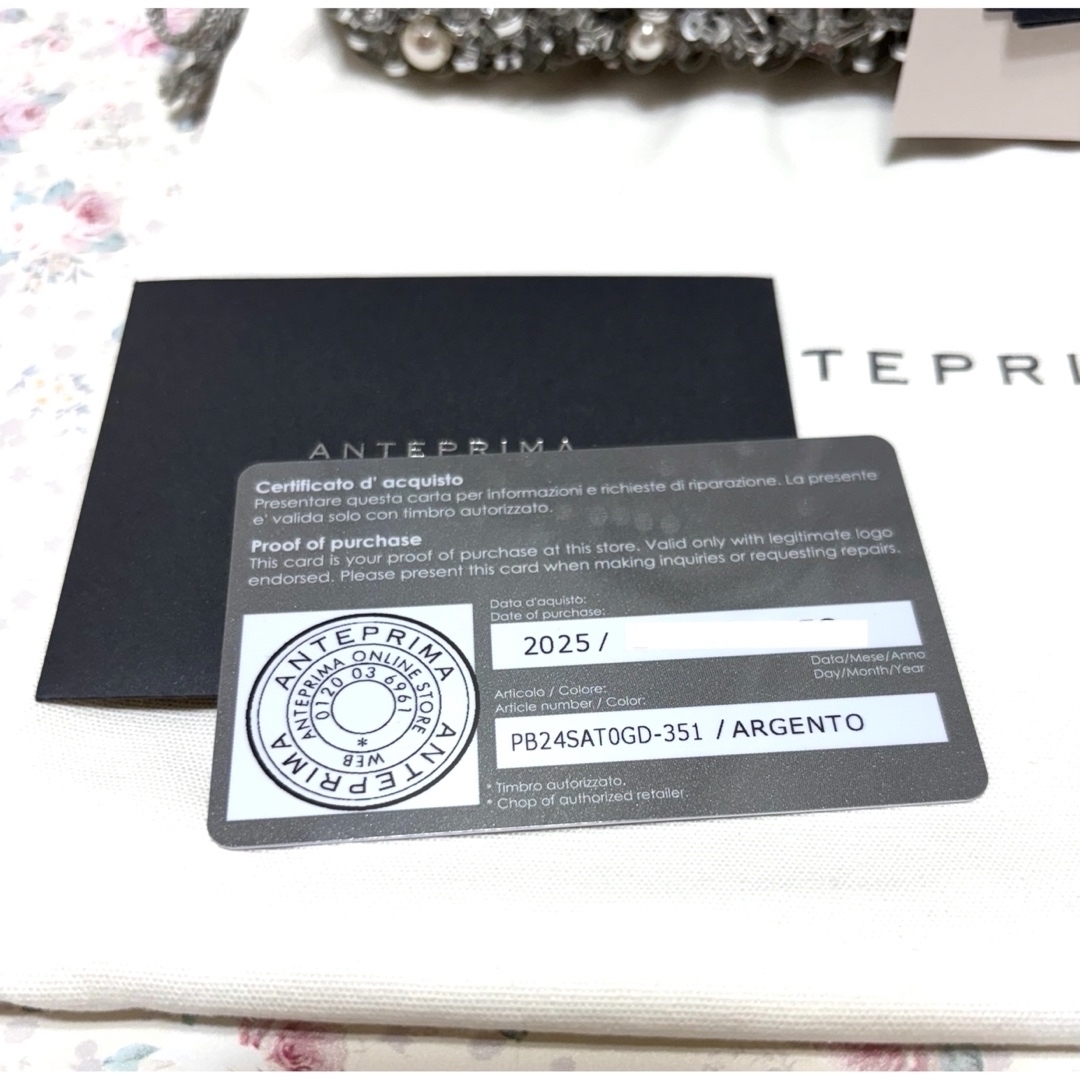 TEPRI
ANTEPRIMA
Certificato d' acquisto
Presentare questa carta per informazioni e richieste di riparazione. La presente
e' valida solo con timbro autorizzato.
Proof of purchase
This card is your proof of purchase at this store. Valid only with legitimate logo
endorsed. Please present this card when making inquiries or requesting repairs.
Data d'aquisto:
Date of purchase:
2025 /
Data/Mese/Anno
Day/Month/Year
Articolo / Colore:
Article number / Color:
PB24SAT0GD-351 / ARGENTO
* Timbro autorizzato.
* Chop of authorized retailer.
ANTEPRIMA
ANTEPRIMA
ANTEPRIMA ONLINE STORE
0120 03 6961
*
WEB